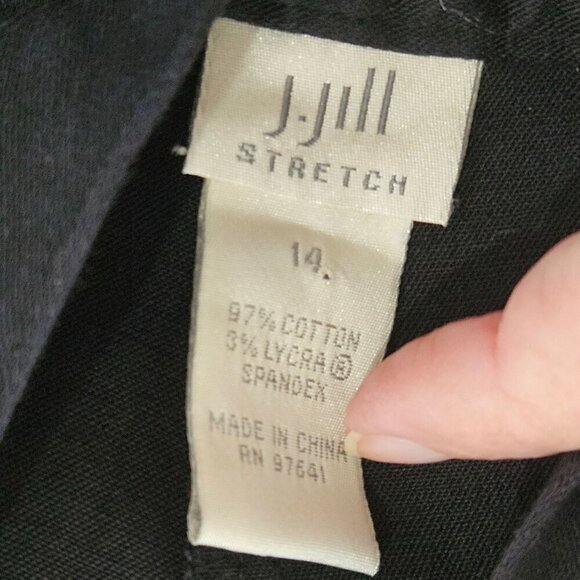 J.Jill
STRETCH
14.
97% COTTON
3% LYCRA®
SPANDEX
MADE IN CHINA
RN 97641